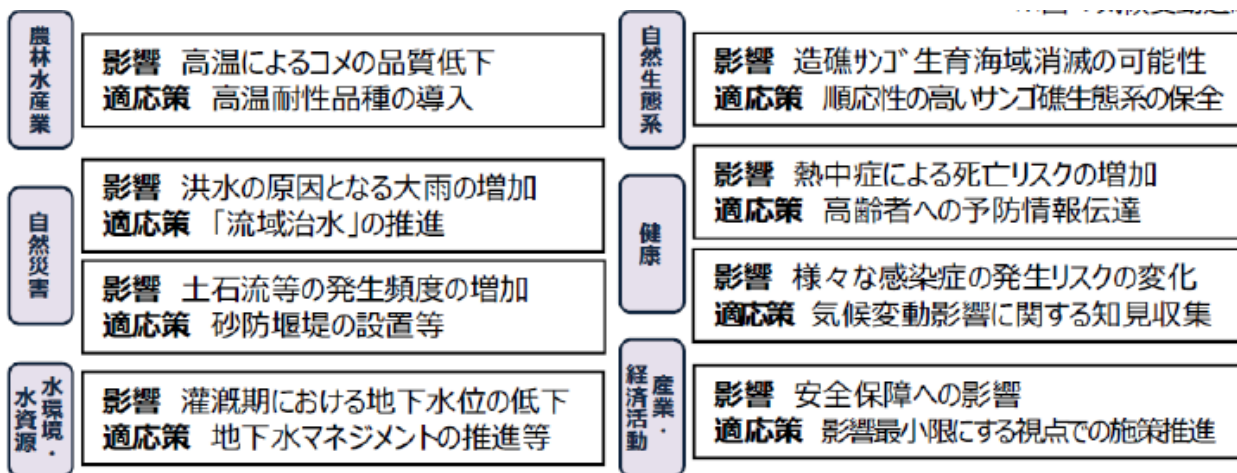 農林水産業
影響 高温によるコメの品質低下
適応策 高温耐性品種の導入
自然災害
影響 洪水の原因となる大雨の増加
適応策 「流域治水」の推進
影響 土石流等の発生頻度の増加
適応策 砂防堰堤の設置等
水環境・
水資源
影響 灌漑期における地下水位の低下
適応策 地下水マネジメントの推進等
自然生態系
影響 造礁サンゴ生育海域消滅の可能性
適応策 順応性の高いサンゴ礁生態系の保全
健康
影響 熱中症による死亡リスクの増加
適応策 高齢者への予防情報伝達
影響 様々な感染症の発生リスクの変化
適応策 気候変動影響に関する知見収集
産業・
経済活動
影響 安全保障への影響
適応策 影響最小限にする視点での施策推進